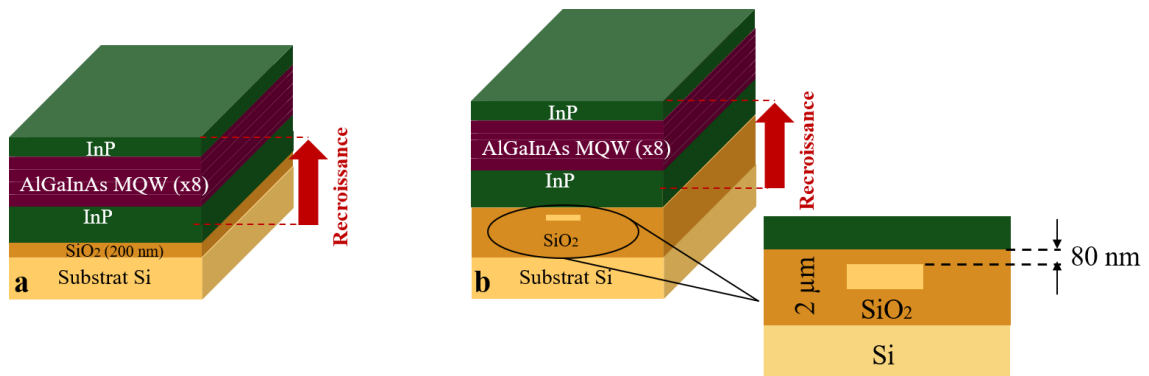 InP
AlGaInAs MQW (x8)
InP
SiO₂ (200 nm)
Substrat Si
a
Recroissance
InP
AlGaInAs MQW (x8)
InP
SiO₂
Substrat Si
b
Recroissance
80 nm
2 μm
SiO₂
Si